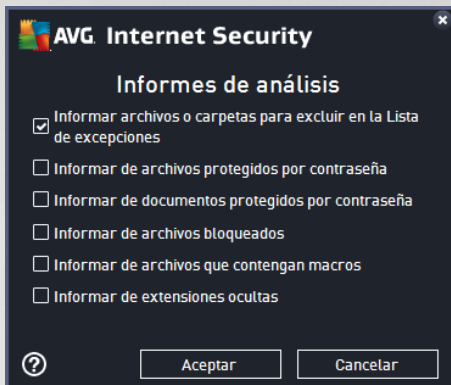 AVG. Internet Security
Informes de análisis
Informar archivos o carpetas para excluir en la Lista
de excepciones
Informar de archivos protegidos por contraseña
Informar de documentos protegidos por contraseña
Informar de archivos bloqueados
Informar de archivos que contengan macros
Informar de extensiones ocultas
?
Aceptar
Cancelar